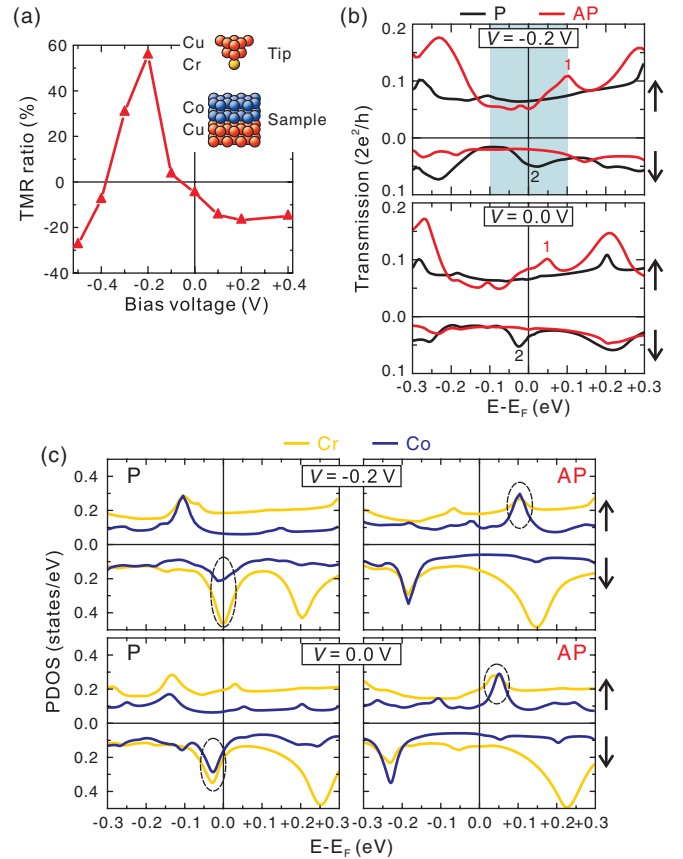 (a)
TMR ratio (%)
60
40
20
0
-20
-40
-0.4 -0.2 0.0 +0.2 +0.4
Bias voltage (V)
Cu
Cr
Tip
Co
Cu
Sample
(b)
P AP
V = -0.2 V
0.2
0.1
0.0
0.1
1
2
V = 0.0 V
0.2
0.1
0.0
0.1
1
2
Transmission (2e²/h)
-0.3 -0.2 -0.1 0.0 +0.1 +0.2 +0.3
E-E_F (eV)
(c)
Cr Co
P V = -0.2 V AP
0.4
0.2
0.0
0.2
0.4
P V = 0.0 V AP
0.4
0.2
0.0
0.2
0.4
PDOS (states/eV)
-0.3 -0.2 -0.1 0.0 +0.1 +0.2 +0.3 -0.2 -0.1 0.0 +0.1 +0.2 +0.3
E-E_F (eV)